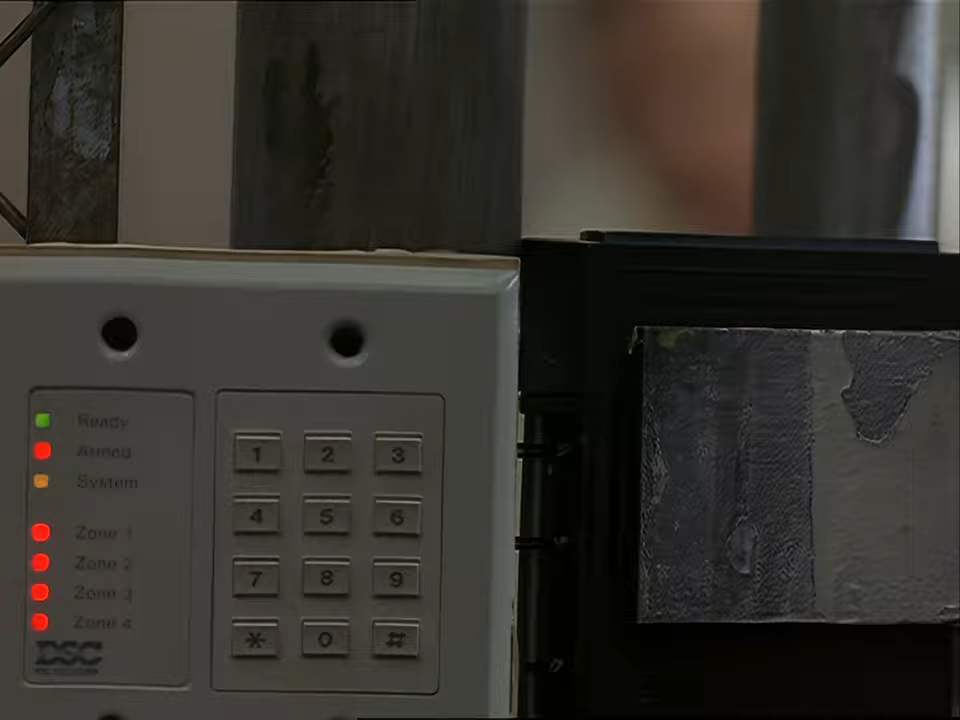 Ready
Armed
System
Zone 1
Zone 2
Zone 3
Zone 4
DSC
1 2 3
4 5 6
7 8 9
* 0 #